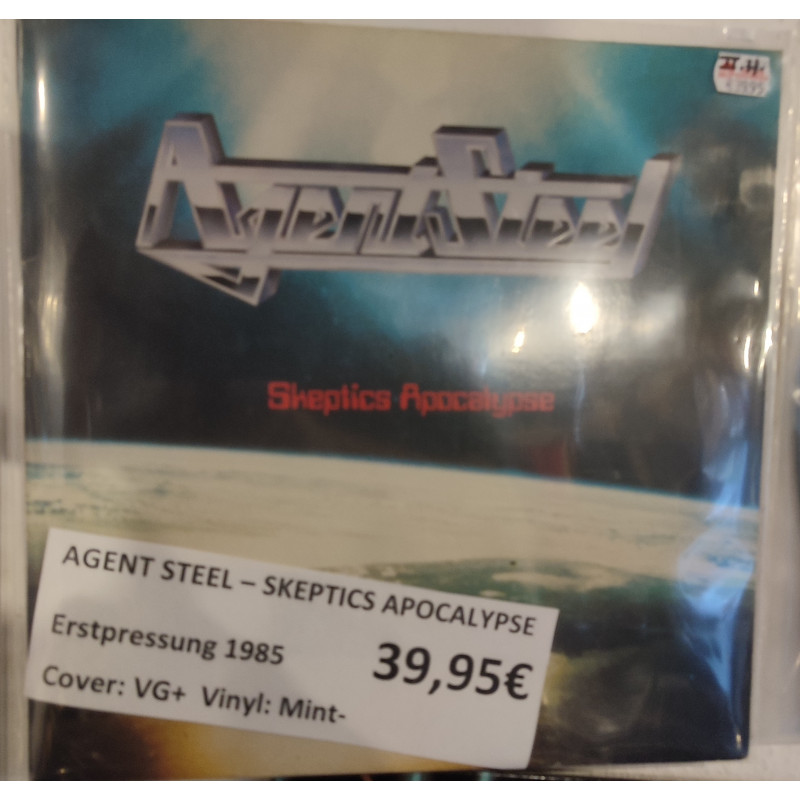 Agent Steel
Skeptics Apocalypse
AGENT STEEL – SKEPTICS APOCALYPSE
Erstpressung 1985
39,95€
Cover: VG+ Vinyl: Mint-